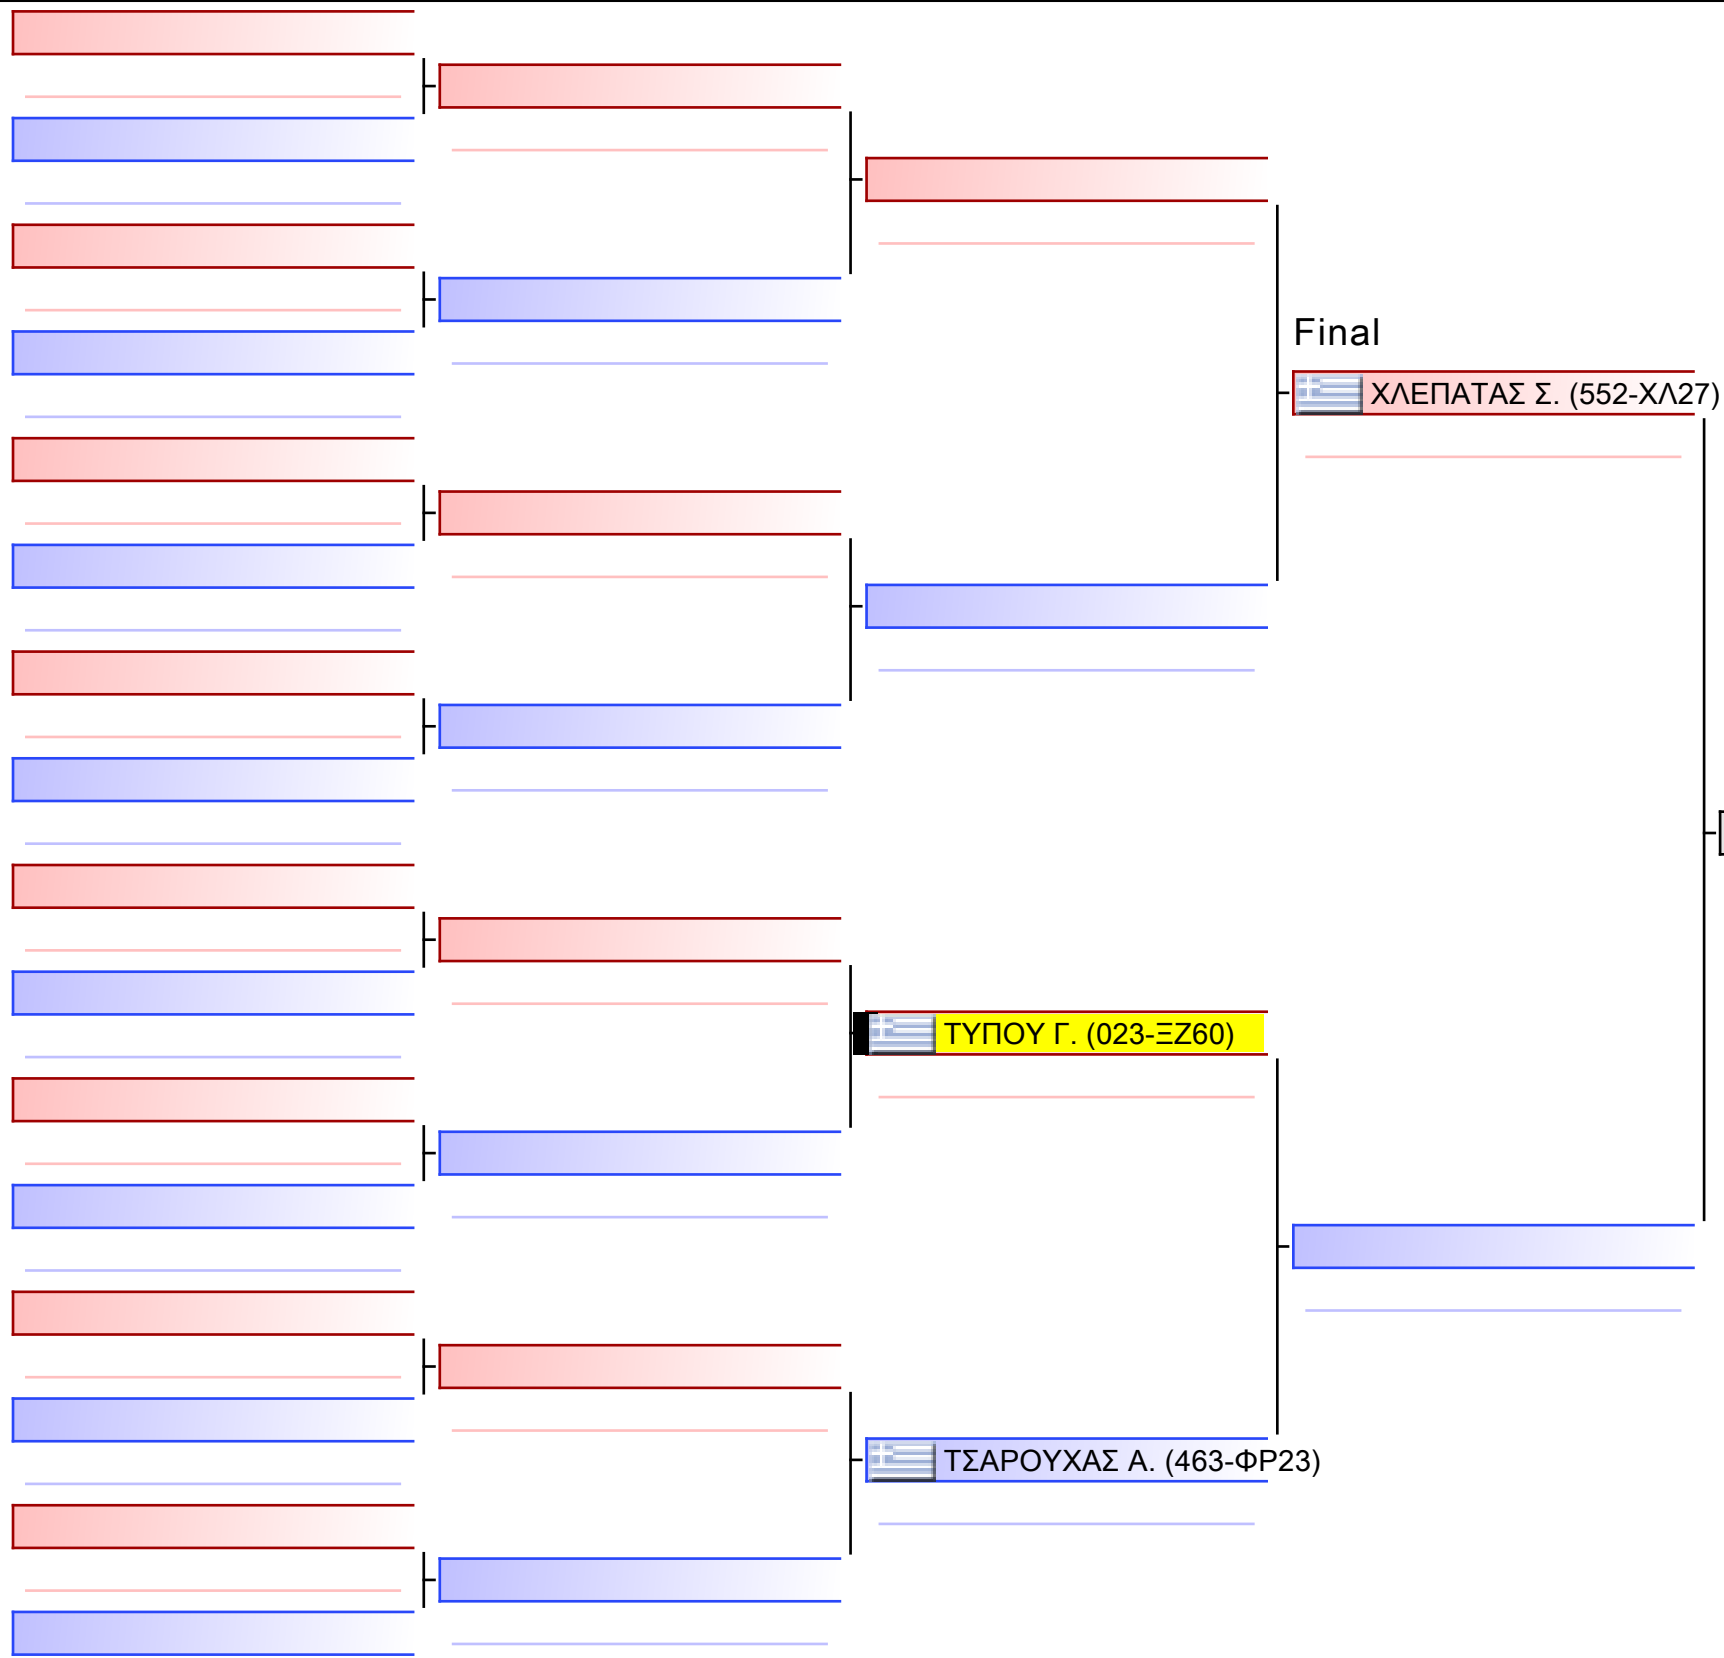 Final
ΧΛΕΠΑΤΑΣ Σ. (552-ΧΛ27)
ΤΥΠΟΥ Γ. (023-ΞΖ60)
ΤΣΑΡΟΥΧΑΣ Α. (463-ΦΡ23)